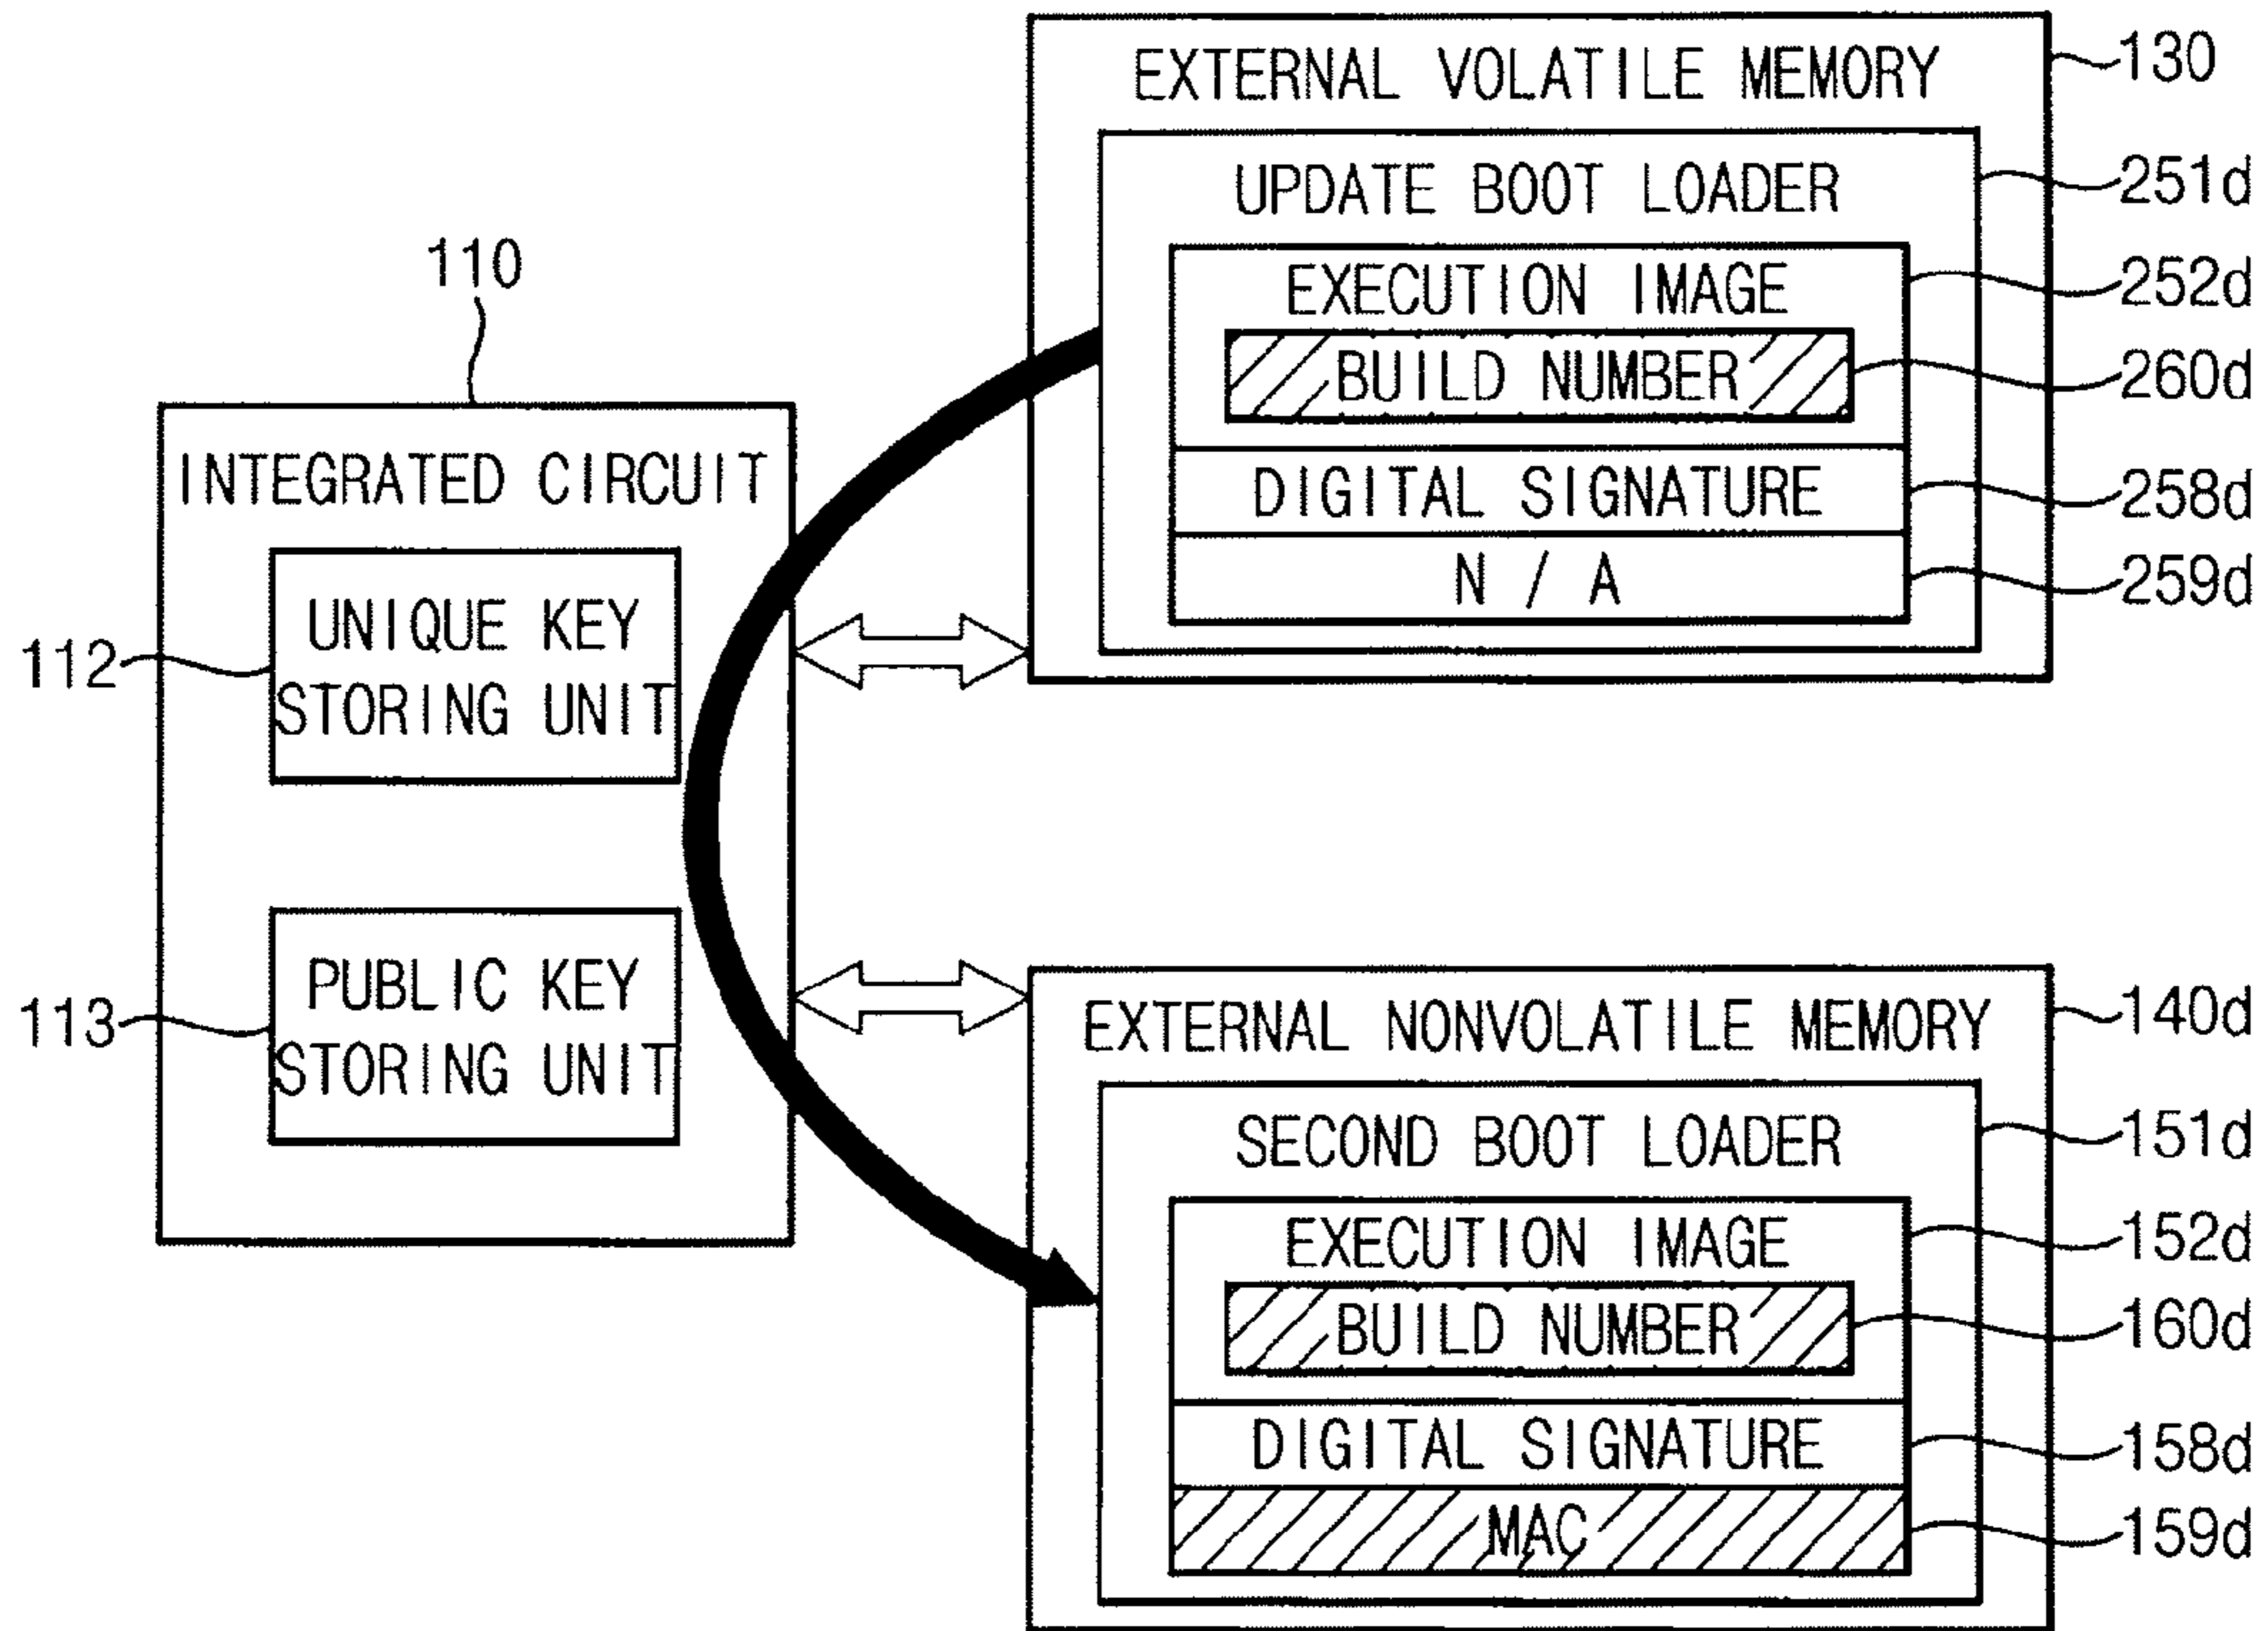 EXTERNAL VOLATILE MEMORY
130
UPDATE BOOT LOADER
251d
EXECUTION IMAGE
252d
BUILD NUMBER
260d
DIGITAL SIGNATURE
258d
N / A
259d
110
INTEGRATED CIRCUIT
UNIQUE KEY
STORING UNIT
112
PUBLIC KEY
STORING UNIT
113
EXTERNAL NONVOLATILE MEMORY
140d
SECOND BOOT LOADER
151d
EXECUTION IMAGE
152d
BUILD NUMBER
160d
DIGITAL SIGNATURE
158d
MAC
159d